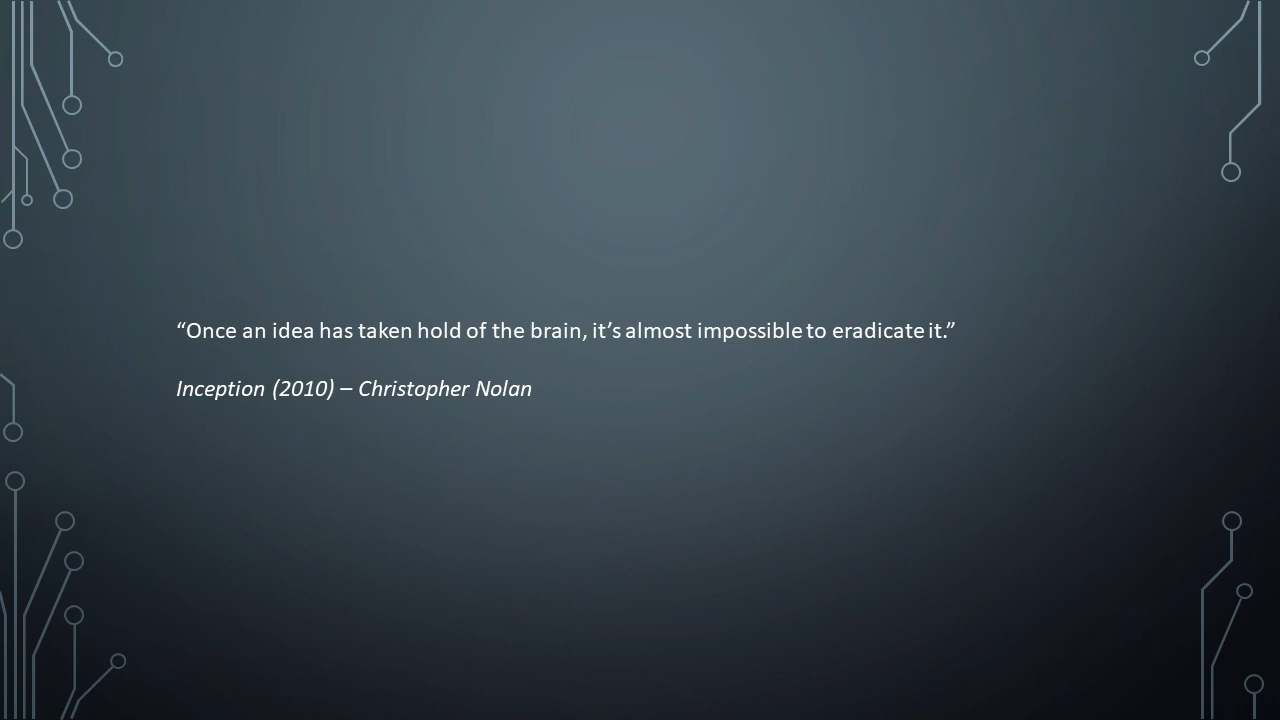 “Once an idea has taken hold of the brain, it’s almost impossible to eradicate it.”
Inception (2010) – Christopher Nolan